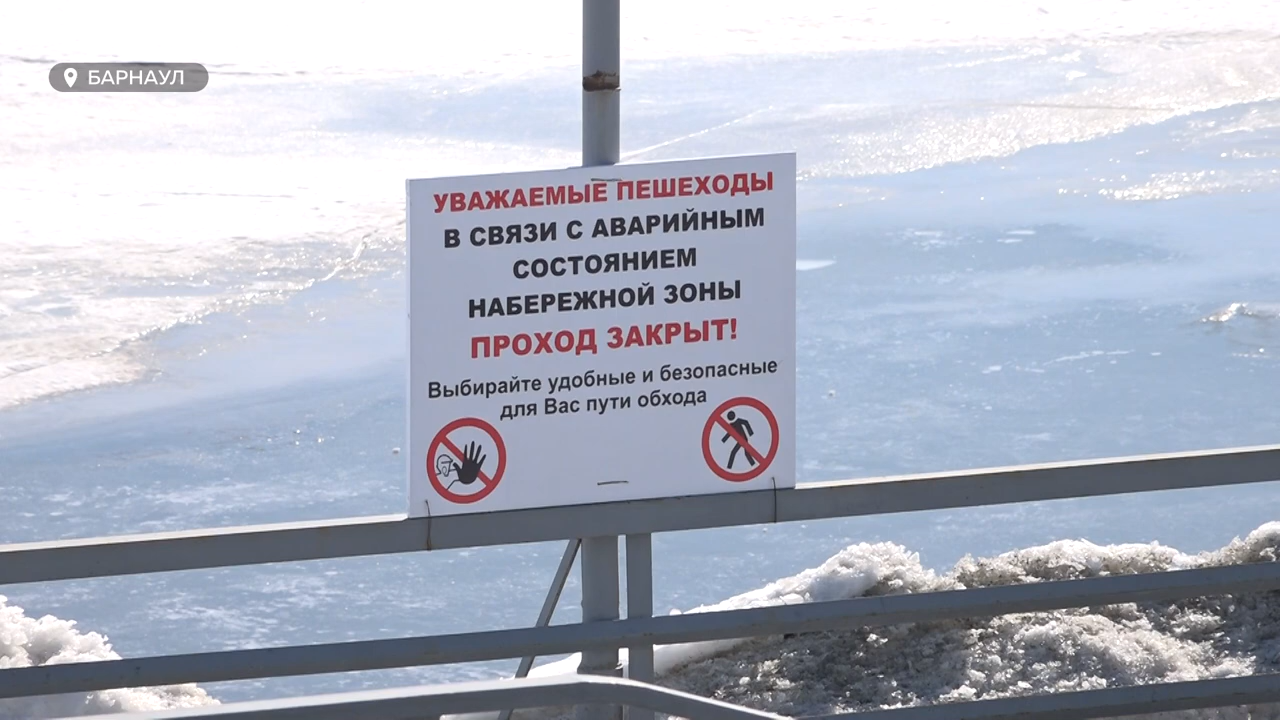 БАРНАУЛ
УВАЖАЕМЫЕ ПЕШЕХОДЫ
В СВЯЗИ С АВАРИЙНЫМ
СОСТОЯНИЕМ
НАБЕРЕЖНОЙ ЗОНЫ
ПРОХОД ЗАКРЫТ!
Выбирайте удобные и безопасные
для Вас пути обхода